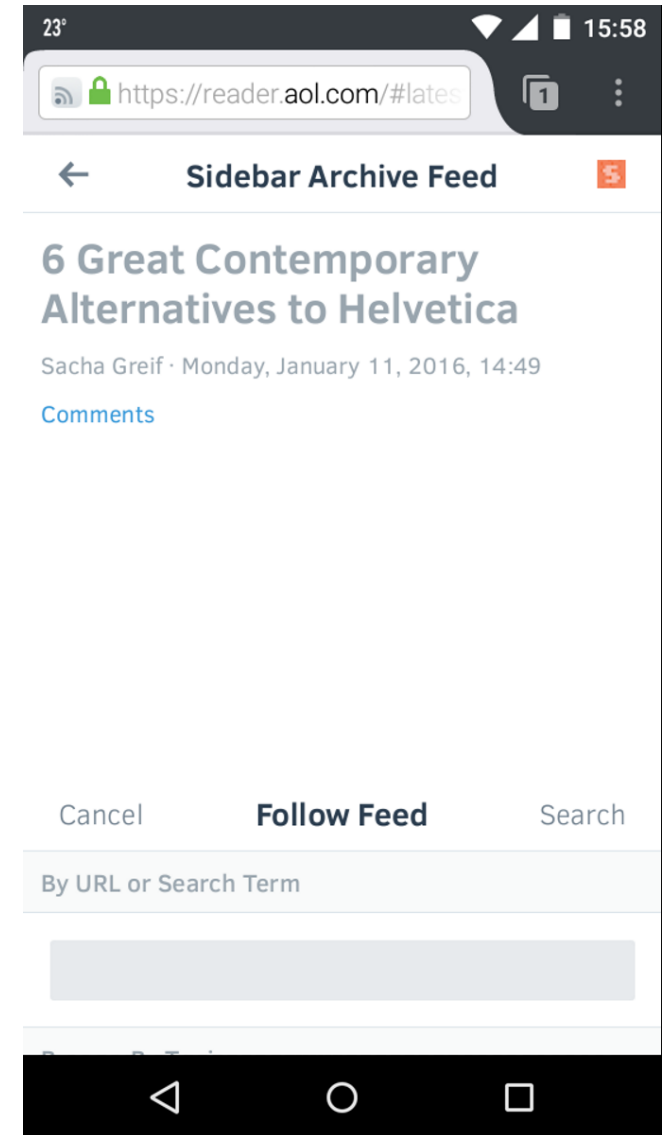 23°
15:58
https://reader.aol.com/#lates
1
Sidebar Archive Feed
S
6 Great Contemporary
Alternatives to Helvetica
Sacha Greif · Monday, January 11, 2016, 14:49
Comments
Cancel
Follow Feed
Search
By URL or Search Term